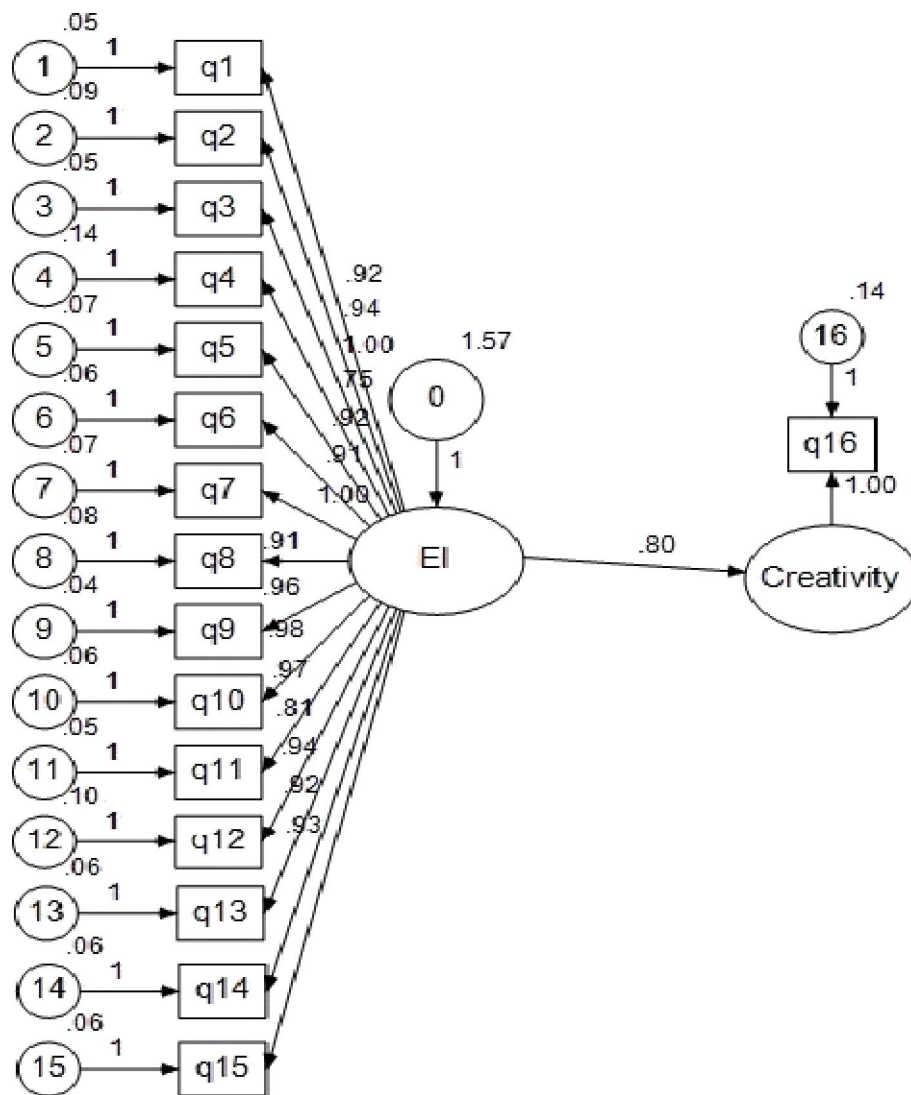 .05
1 1 q1
.09
2 1 q2
.05
3 1 q3
.14
4 1 q4
.07
5 1 q5
.06
6 1 q6
.07
7 1 q7
.08
8 1 q8
.04
9 1 q9
.06
10 1 q10
.05
11 1 q11
.10
12 1 q12
.06
13 1 q13
.06
14 1 q14
.06
15 1 q15
.92
.94
1.00
.75
.92
.91
1.00
.91
.96
.98
.97
.81
.94
.92
.93
1.57
0
1
EI
.80
.14
16
1
q16
1.00
Creativity